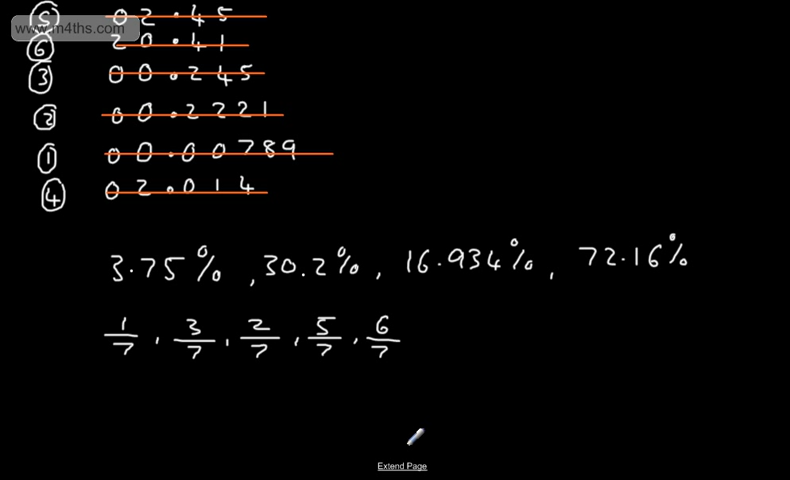 www.m4ths.com
⑤ 02.45
⑥ 20.41
③ 00.245
② 00.2221
① 00.00789
④ 02.014
3.75%, 30.2%, 16.934%, 72.16%
1/7, 3/7, 2/7, 5/7, 6/7
Extend Page